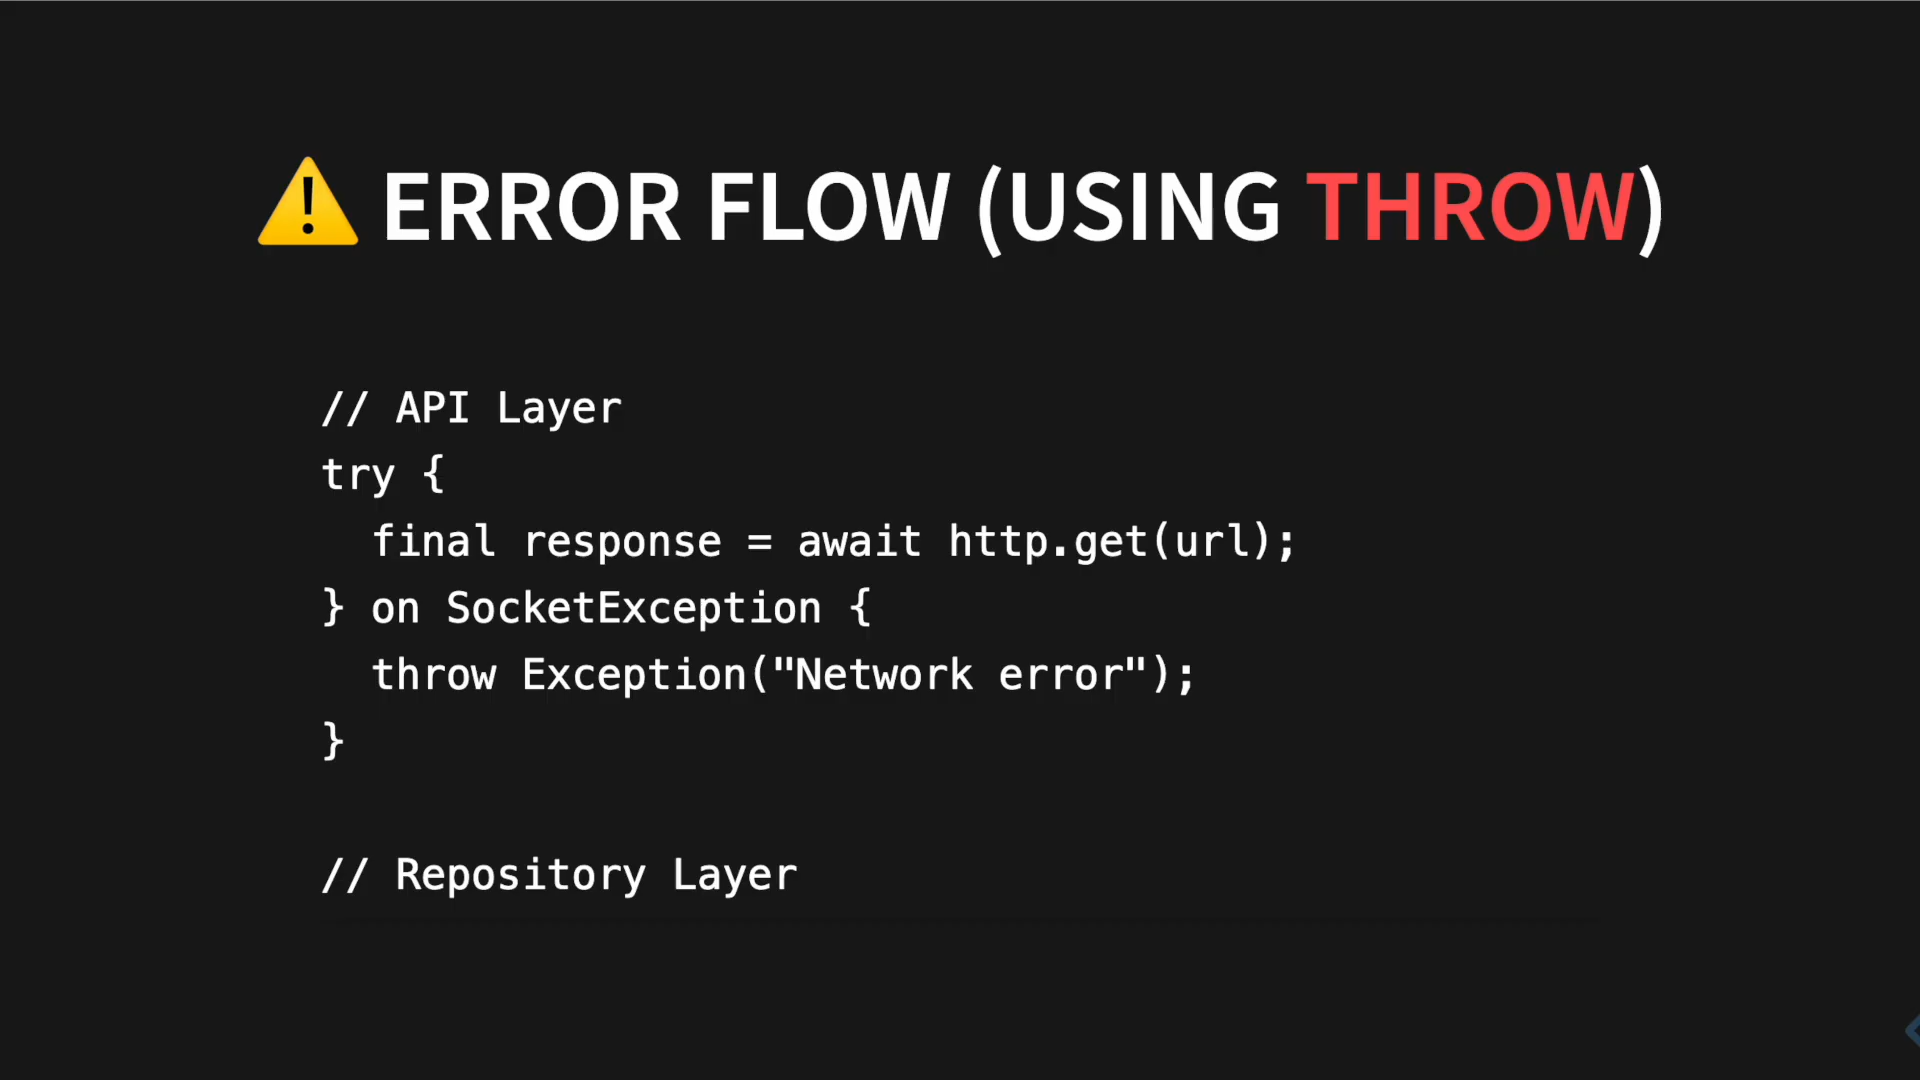 ⚠️ ERROR FLOW (USING THROW)
// API Layer
try {
  final response = await http.get(url);
} on SocketException {
  throw Exception("Network error");
}
// Repository Layer